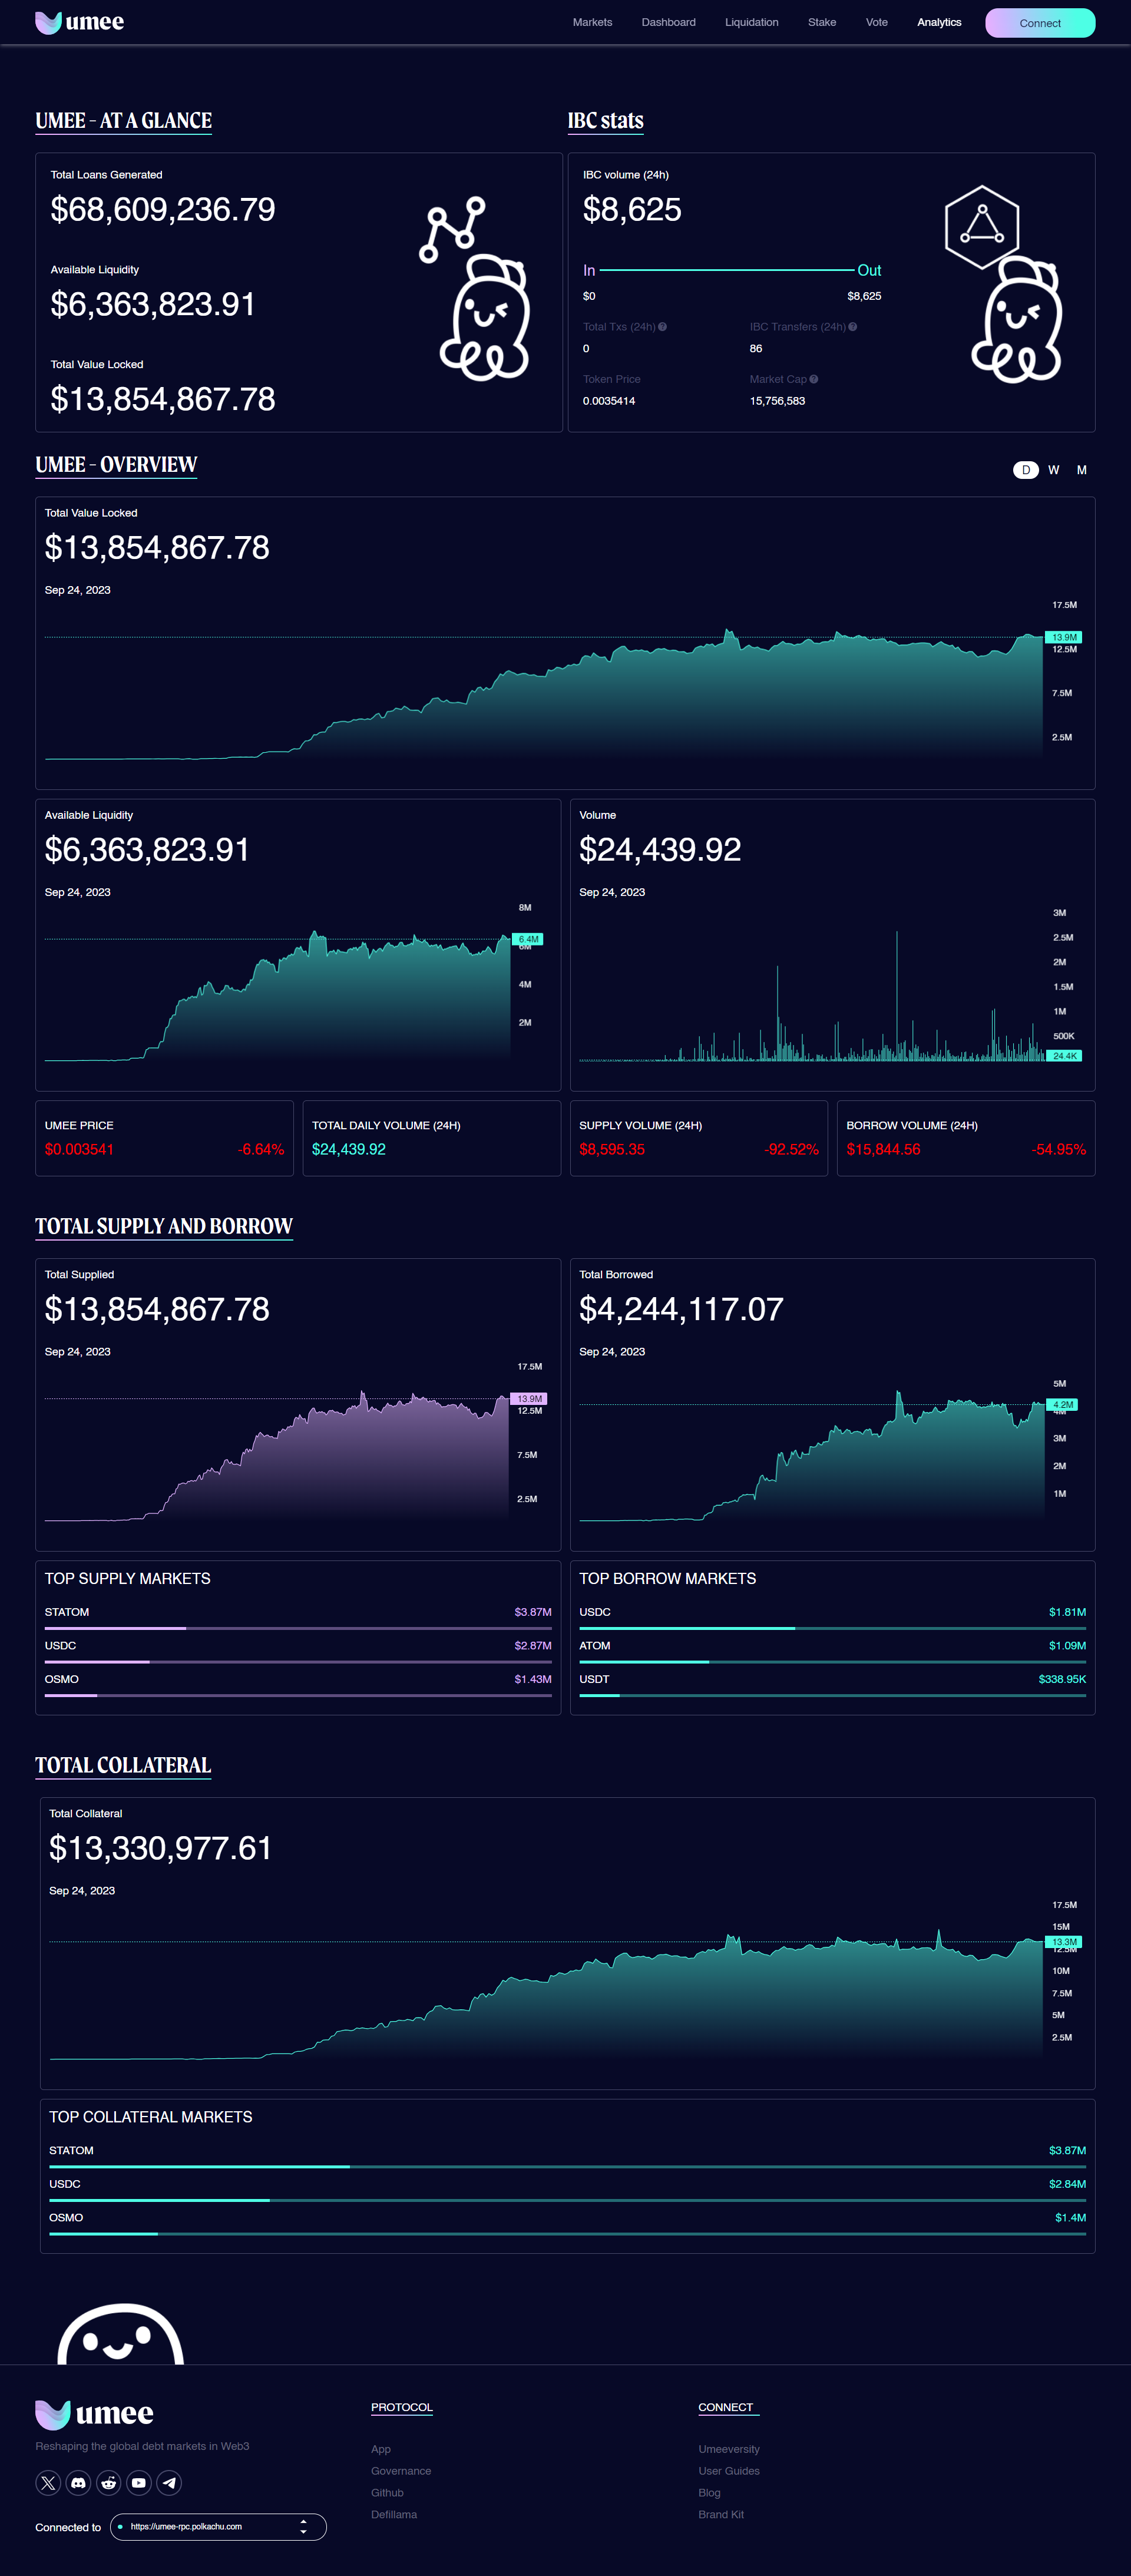 umee
Markets Dashboard Liquidation Stake Vote Analytics Connect
UMEE - AT A GLANCE
Total Loans Generated
$68,609,236.79
Available Liquidity
$6,363,823.91
Total Value Locked
$13,854,867.78
IBC stats
IBC volume (24h)
$8,625
In Out
$0 $8,625
Total Txs (24h) IBC Transfers (24h)
0 86
Token Price Market Cap
0.0035414 15,756,583
UMEE - OVERVIEW
D W M
Total Value Locked
$13,854,867.78
Sep 24, 2023
17.5M
13.9M
12.5M
7.5M
2.5M
Available Liquidity
$6,363,823.91
Sep 24, 2023
8M
6.4M
6M
4M
2M
Volume
$24,439.92
Sep 24, 2023
3M
2.5M
2M
1.5M
1M
500K
24.4K
UMEE PRICE
$0.003541 -6.64%
TOTAL DAILY VOLUME (24H)
$24,439.92
SUPPLY VOLUME (24H)
$8,595.35 -92.52%
BORROW VOLUME (24H)
$15,844.56 -54.95%
TOTAL SUPPLY AND BORROW
Total Supplied
$13,854,867.78
Sep 24, 2023
17.5M
13.9M
12.5M
7.5M
2.5M
Total Borrowed
$4,244,117.07
Sep 24, 2023
5M
4.2M
4M
3M
2M
1M
TOP SUPPLY MARKETS
STATOM $3.87M
USDC $2.87M
OSMO $1.43M
TOP BORROW MARKETS
USDC $1.81M
ATOM $1.09M
USDT $338.95K
TOTAL COLLATERAL
Total Collateral
$13,330,977.61
Sep 24, 2023
17.5M
15M
13.3M
12.5M
10M
7.5M
5M
2.5M
TOP COLLATERAL MARKETS
STATOM $3.87M
USDC $2.84M
OSMO $1.4M
umee
Reshaping the global debt markets in Web3
Connected to https://umee-rpc.polkachu.com
PROTOCOL
App
Governance
Github
Defillama
CONNECT
Umeeversity
User Guides
Blog
Brand Kit